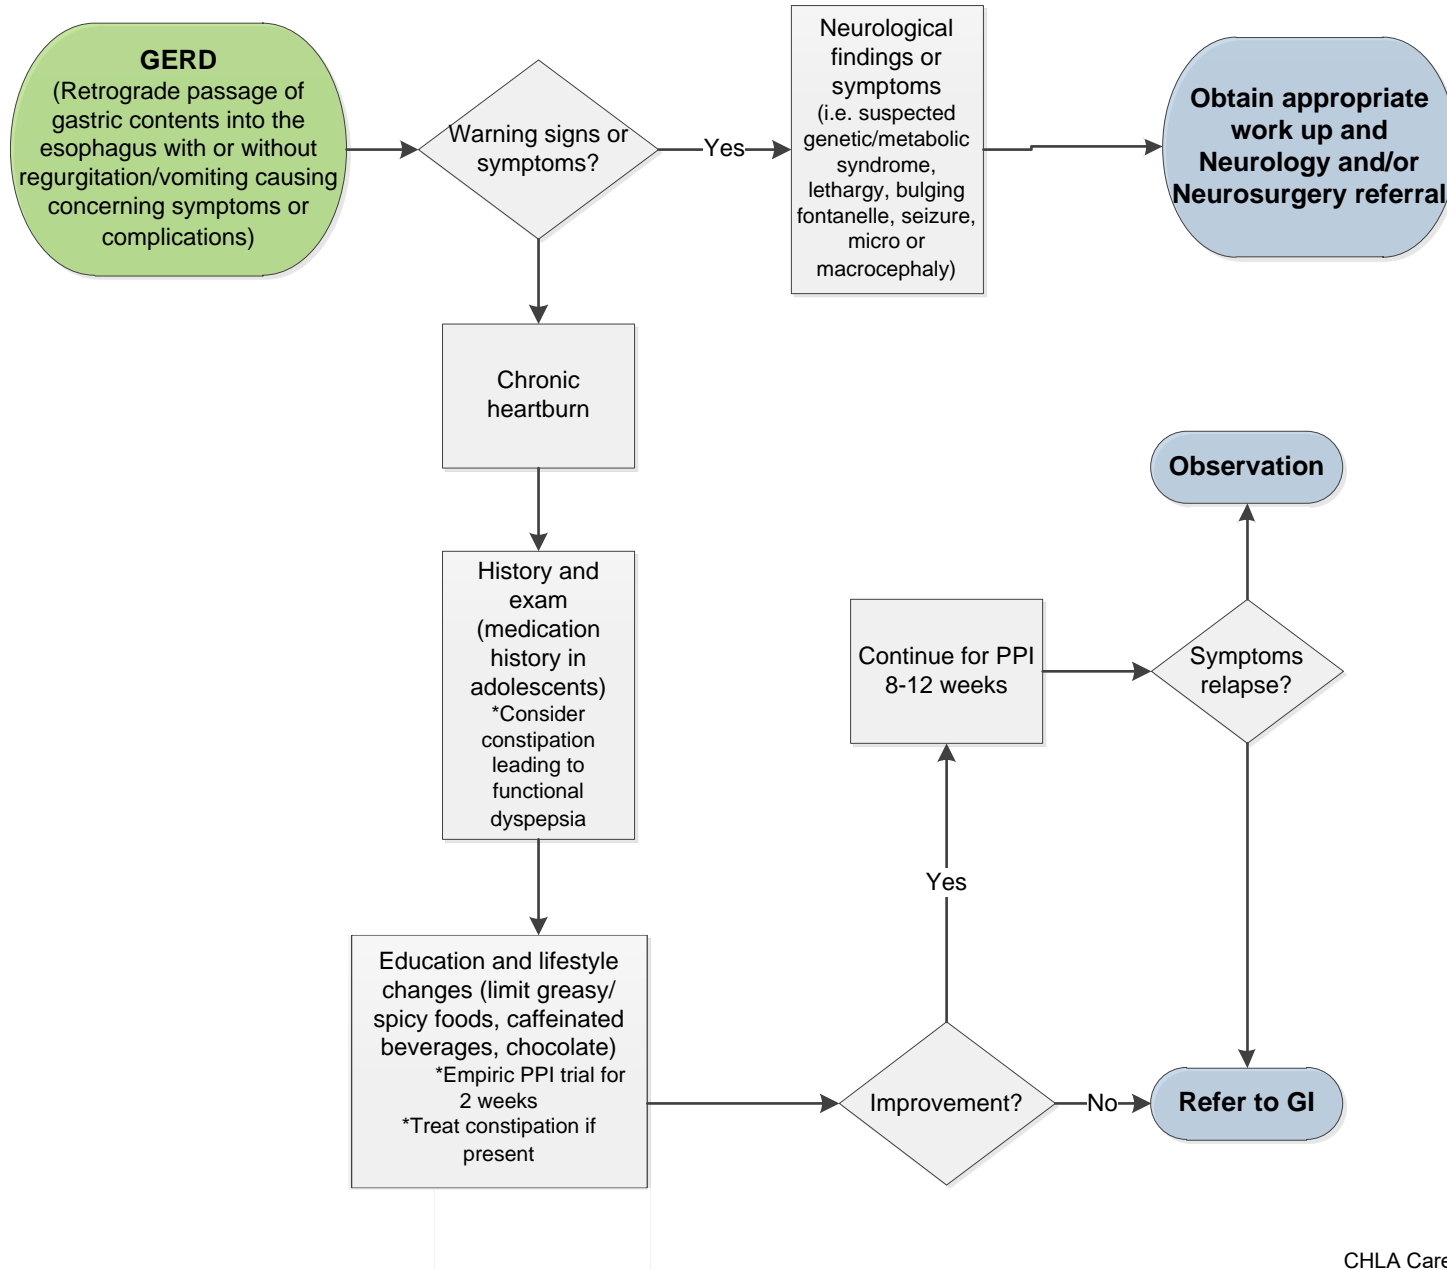 GERD
(Retrograde passage of
gastric contents into the
esophagus with or without
regurgitation/vomiting causing
concerning symptoms or
complications)
Warning signs or
symptoms?
Yes
Neurological
findings or
symptoms
(i.e. suspected
genetic/metabolic
syndrome,
lethargy, bulging
fontanelle, seizure,
micro or
macrocephaly)
Obtain appropriate
work up and
Neurology and/or
Neurosurgery referral
Chronic
heartburn
History and
exam
(medication
history in
adolescents)
*Consider
constipation
leading to
functional
dyspepsia
Education and lifestyle
changes (limit greasy/
spicy foods, caffeinated
beverages, chocolate)
*Empiric PPI trial for
2 weeks
*Treat constipation if
present
Improvement?
Yes
No
Continue for PPI
8-12 weeks
Symptoms
relapse?
Observation
Refer to GI
CHLA Care